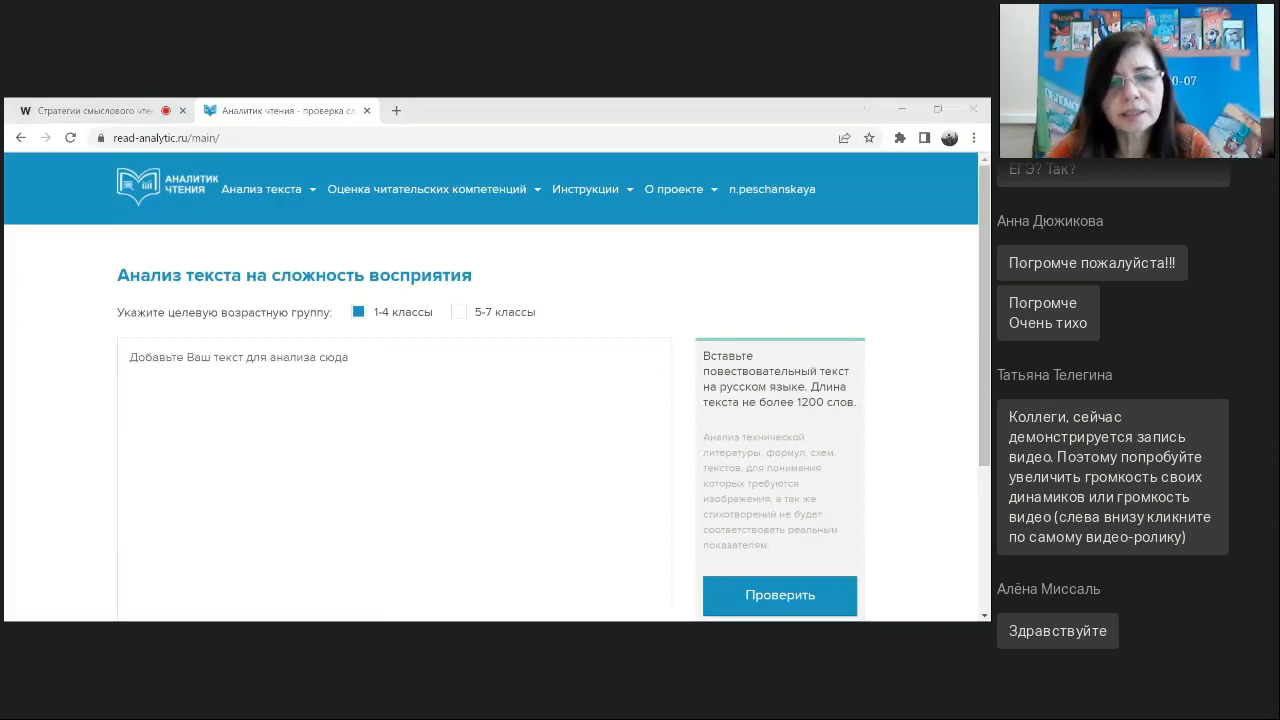 Стратегии смыслового чте
Аналитик чтения - проверка сл
read-analytic.ru/main/
АНАЛИТИК
ЧТЕНИЯ
Анализ текста
Оценка читательских компетенций
Инструкции
О проекте
n.peschanskaya
Анализ текста на сложность восприятия
Укажите целевую возрастную группу:
1-4 классы
5-7 классы
Добавьте Ваш текст для анализа сюда
Вставьте
повествовательный текст
на русском языке. Длина
текста не более 1200 слов.
Анализ технической
литературы, формул, схем,
текстов, для понимания
которых требуются
изображения, а так же
стихотворений не будет
соответствовать реальным
показателям.
Проверить
0-07
ЕГЭ? Так?
Анна Дюжикова
Погромче пожалуйста!!!
Погромче
Очень тихо
Татьяна Телегина
Коллеги, сейчас
демонстрируется запись
видео. Поэтому попробуйте
увеличить громкость своих
динамиков или громкость
видео (слева внизу кликните
по самому видео-ролику)
Алёна Миссаль
Здравствуйте